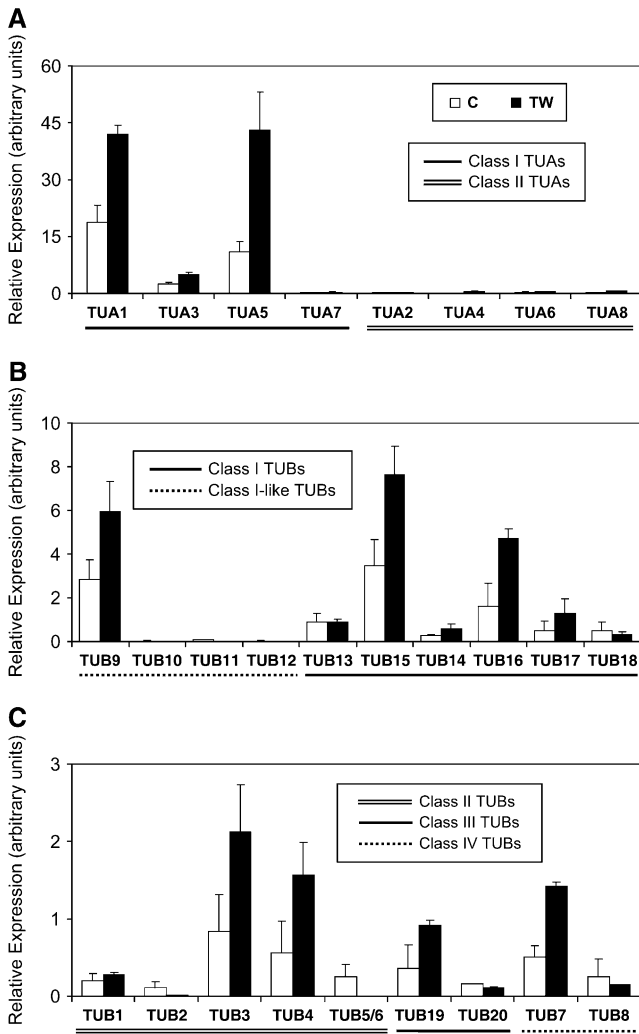 A
Relative Expression (arbitrary units)
60
45
30
15
0
C TW
Class I TUAs
Class II TUAs
TUA1 TUA3 TUA5 TUA7 TUA2 TUA4 TUA6 TUA8
B
Relative Expression (arbitrary units)
10
8
6
4
2
0
Class I TUBs
Class I-like TUBs
TUB9 TUB10 TUB11 TUB12 TUB13 TUB15 TUB14 TUB16 TUB17 TUB18
C
Relative Expression (arbitrary units)
3
2
1
0
Class II TUBs
Class III TUBs
Class IV TUBs
TUB1 TUB2 TUB3 TUB4 TUB5/6 TUB19 TUB20 TUB7 TUB8